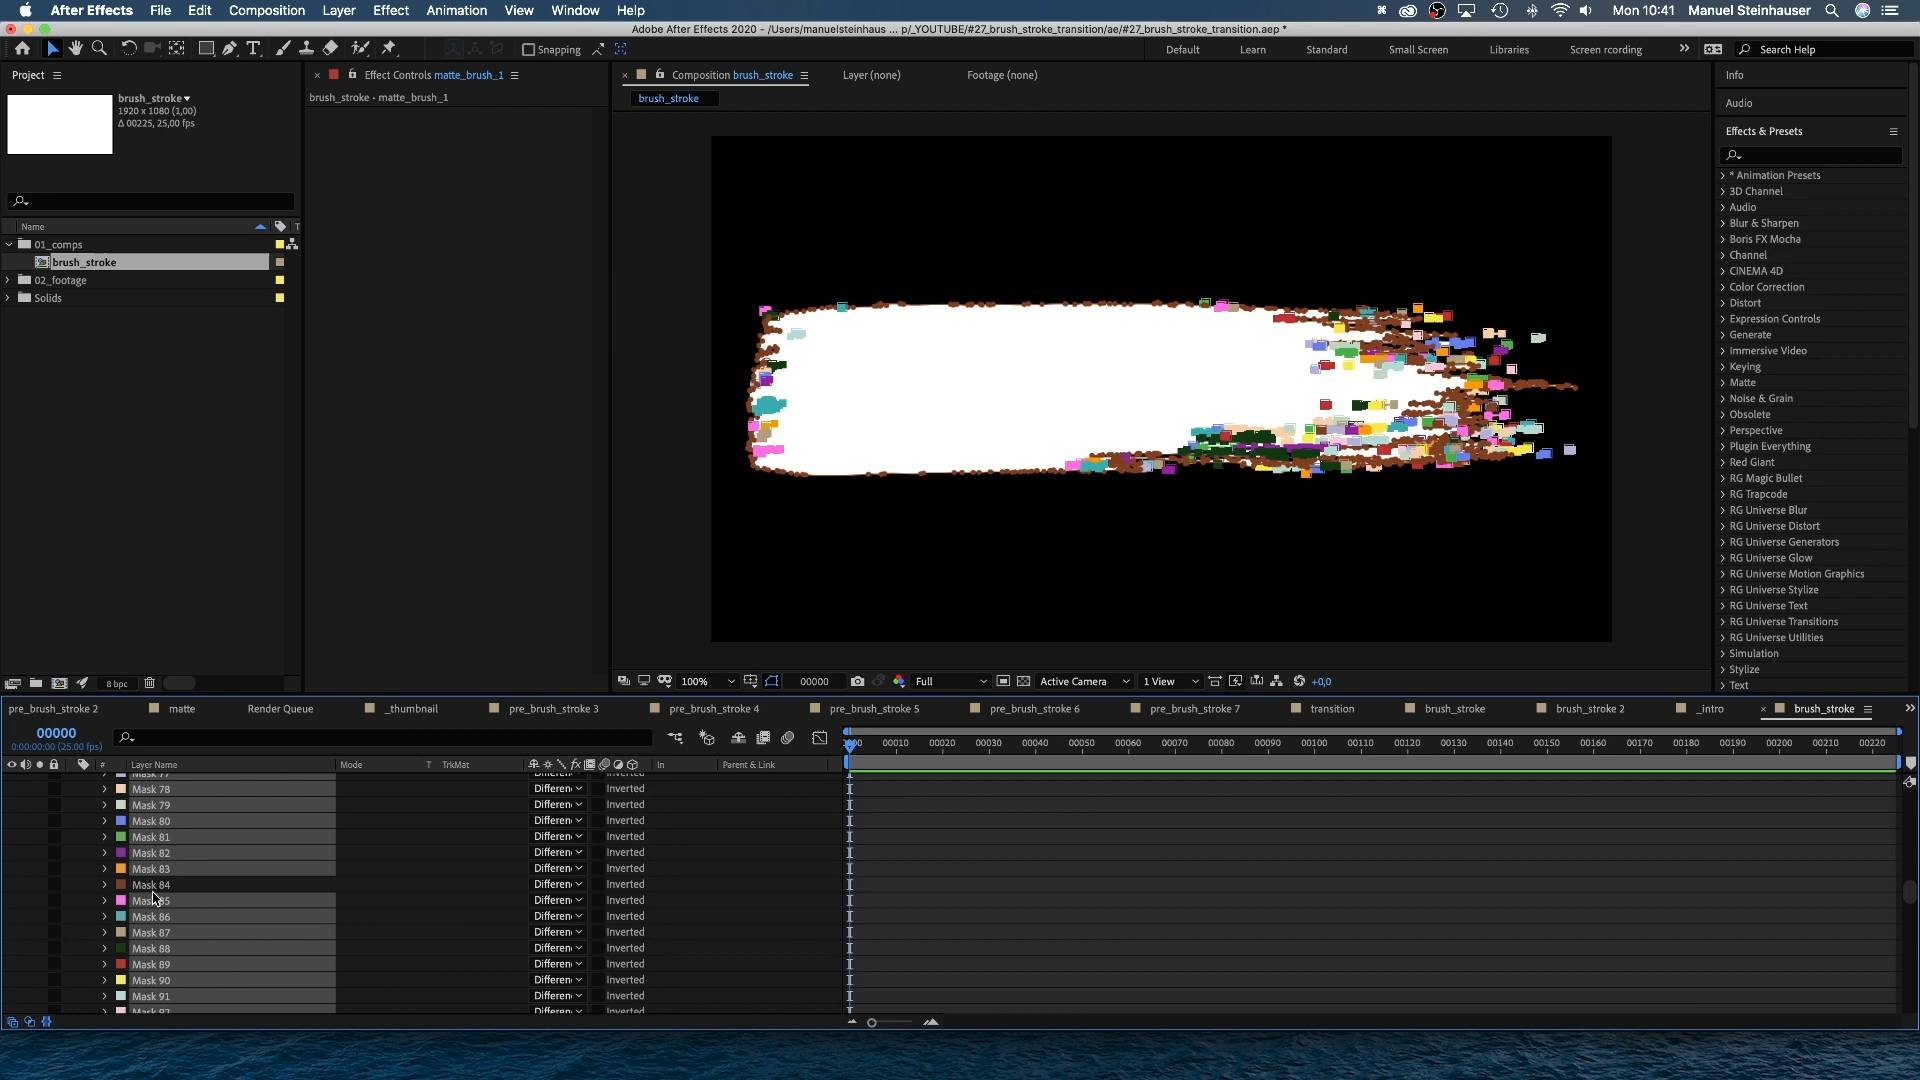 After Effects File Edit Composition Layer Effect Animation View Window Help Mon 10:41 Manuel Steinhauser
Adobe After Effects 2020 - /Users/manuelsteinhaus ... p/_YOUTUBE/#27_brush_stroke_transition/ae/#27_brush_stroke_transition.aep *
Snapping Default Learn Standard Small Screen Libraries Screen rcording Search Help
Project Effect Controls matte_brush_1 Composition brush_stroke Layer (none) Footage (none) Info
brush_stroke • matte_brush_1 brush_stroke
brush_stroke
1920 x 1080 (1,00)
Δ 00225, 25,00 fps
Audio
Effects & Presets
* Animation Presets
3D Channel
Audio
Blur & Sharpen
Boris FX Mocha
Channel
CINEMA 4D
Color Correction
Distort
Expression Controls
Generate
Immersive Video
Keying
Matte
Noise & Grain
Obsolete
Perspective
Plugin Everything
Red Giant
RG Magic Bullet
RG Trapcode
RG Universe Blur
RG Universe Distort
RG Universe Generators
RG Universe Glow
RG Universe Motion Graphics
RG Universe Stylize
RG Universe Text
RG Universe Transitions
RG Universe Utilities
Simulation
Stylize
Text
Name T
01_comps
brush_stroke
02_footage
Solids
8 bpc 100% 00000 Full Active Camera 1 View +0,0
pre_brush_stroke 2 matte Render Queue _thumbnail pre_brush_stroke 3 pre_brush_stroke 4 pre_brush_stroke 5 pre_brush_stroke 6 pre_brush_stroke 7 transition brush_stroke brush_stroke 2 _intro brush_stroke
00000
0:00:00:00 (25.00 fps)
00010 00020 00030 00040 00050 00060 00070 00080 00090 00100 00110 00120 00130 00140 00150 00160 00170 00180 00190 00200 00210 00220
# Layer Name Mode T TrkMat In Parent & Link
Mask 77 Inverted
Mask 78 Differen Inverted
Mask 79 Differen Inverted
Mask 80 Differen Inverted
Mask 81 Differen Inverted
Mask 82 Differen Inverted
Mask 83 Differen Inverted
Mask 84 Differen Inverted
Mask 85 Differen Inverted
Mask 86 Differen Inverted
Mask 87 Differen Inverted
Mask 88 Differen Inverted
Mask 89 Differen Inverted
Mask 90 Differen Inverted
Mask 91 Differen Inverted
Mask 92 Differen Inverted